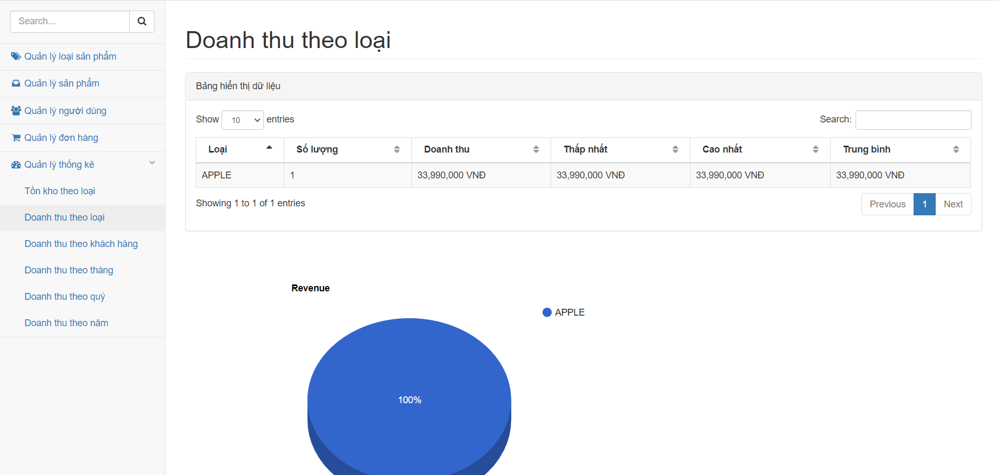 Search...
Quản lý loại sản phẩm
Quản lý sản phẩm
Quản lý người dùng
Quản lý đơn hàng
Quản lý thống kê
Tồn kho theo loại
Doanh thu theo loại
Doanh thu theo khách hàng
Doanh thu theo tháng
Doanh thu theo quý
Doanh thu theo năm
Doanh thu theo loại
Bảng hiển thị dữ liệu
Show 10 entries Search:
Loại Số lượng Doanh thu Thấp nhất Cao nhất Trung bình
APPLE 1 33,990,000 VNĐ 33,990,000 VNĐ 33,990,000 VNĐ 33,990,000 VNĐ
Showing 1 to 1 of 1 entries Previous 1 Next
Revenue
APPLE
100%